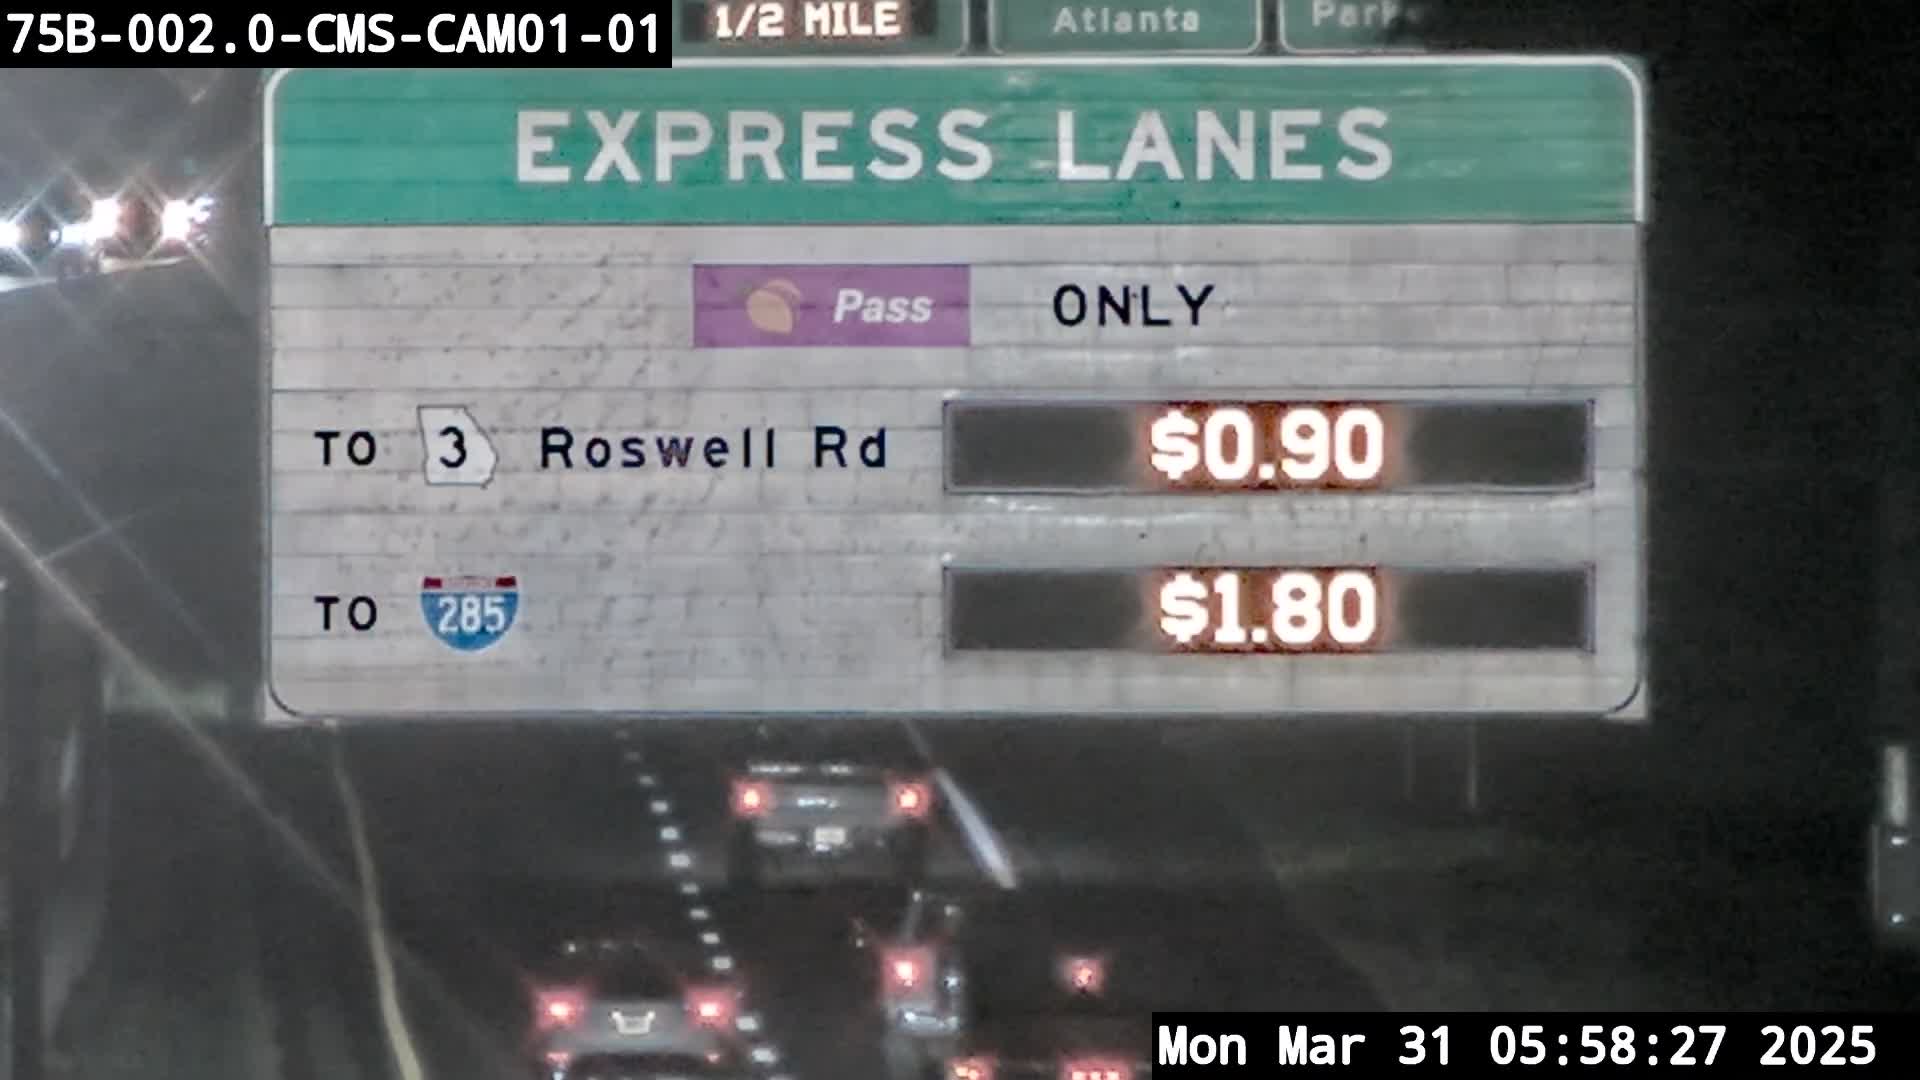 75B-002.0-CMS-CAM01-01
1/2 MILE
Atlanta
EXPRESS LANES
Pass ONLY
TO 3 Roswell Rd $0.90
TO 285 $1.80
Mon Mar 31 05:58:27 2025